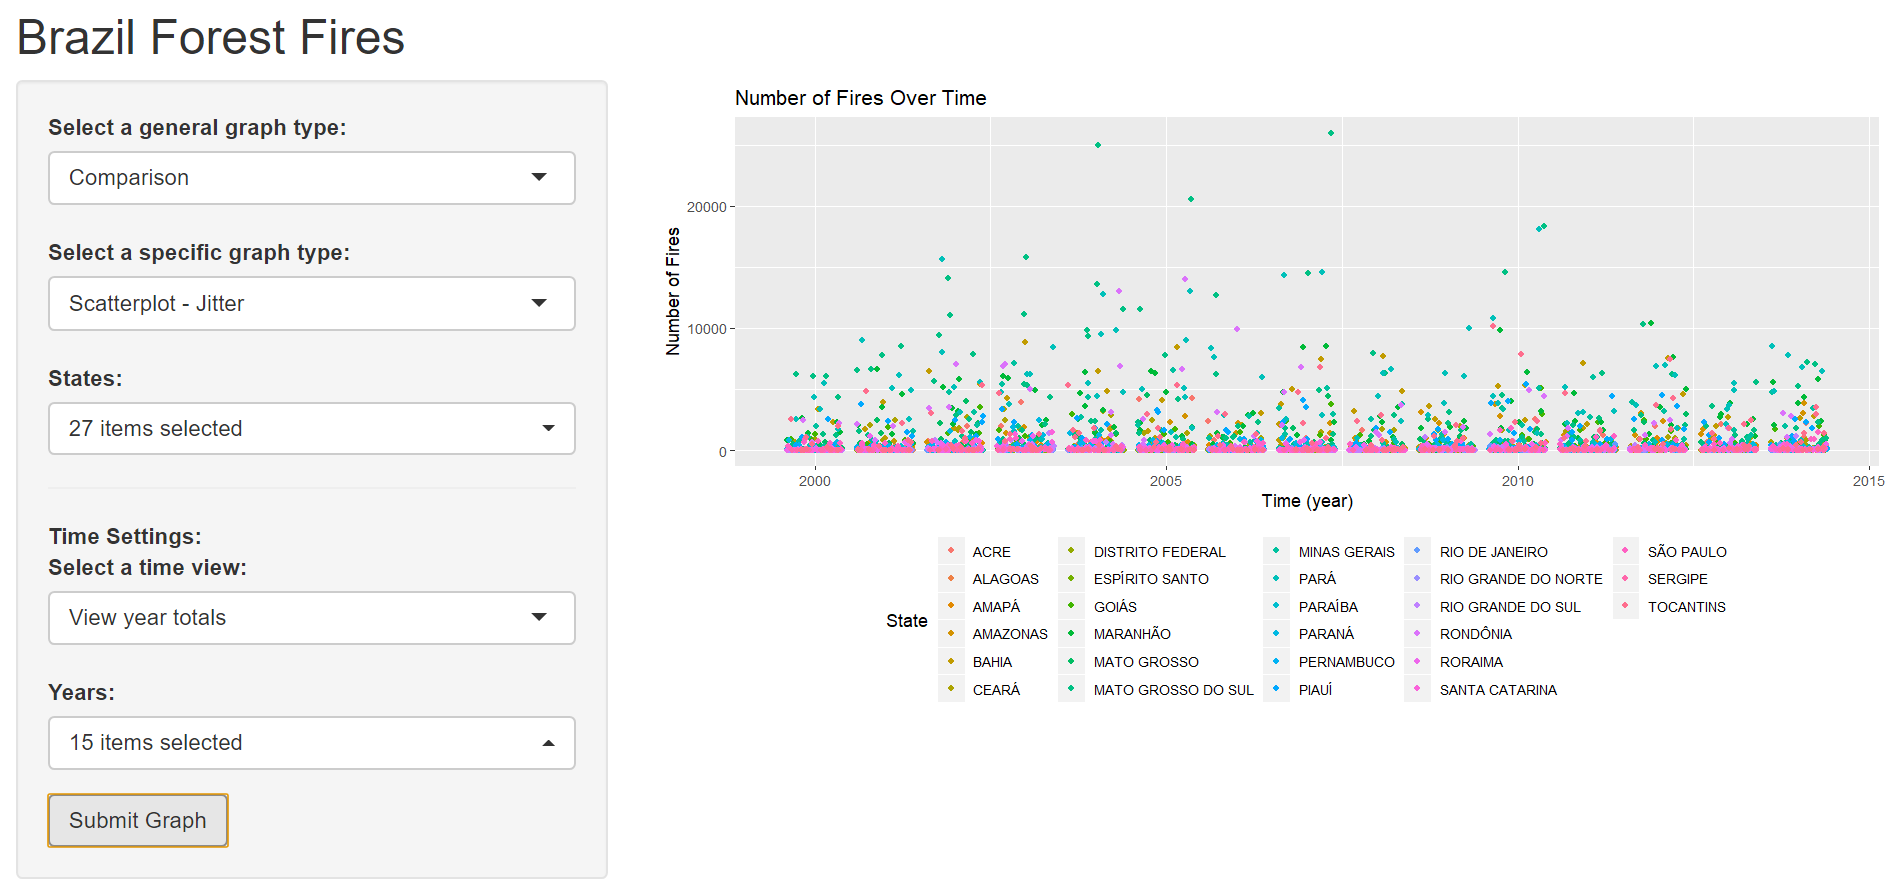 Brazil Forest Fires
Select a general graph type:
Comparison
Select a specific graph type:
Scatterplot - Jitter
States:
27 items selected
Time Settings:
Select a time view:
View year totals
Years:
15 items selected
Submit Graph
Number of Fires Over Time
Number of Fires
20000
10000
0
2000 2005 2010 2015
Time (year)
State
ACRE
ALAGOAS
AMAPÁ
AMAZONAS
BAHIA
CEARÁ
DISTRITO FEDERAL
ESPÍRITO SANTO
GOIÁS
MARANHÃO
MATO GROSSO
MATO GROSSO DO SUL
MINAS GERAIS
PARÁ
PARAÍBA
PARANÁ
PERNAMBUCO
PIAUÍ
RIO DE JANEIRO
RIO GRANDE DO NORTE
RIO GRANDE DO SUL
RONDÔNIA
RORAIMA
SANTA CATARINA
SÃO PAULO
SERGIPE
TOCANTINS